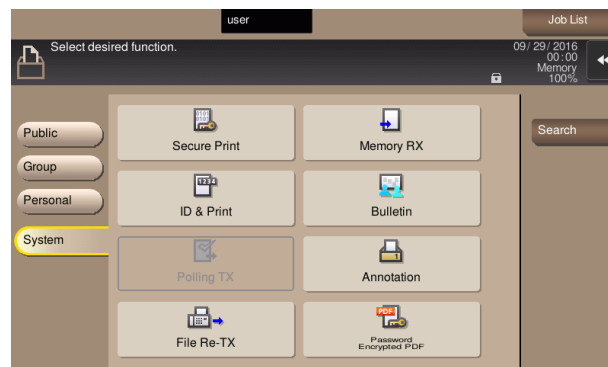 user
Job List
Select desired function.
09/29/2016
00:00
Memory
100%
Public
Group
Personal
System
Secure Print
Memory RX
ID & Print
Bulletin
Polling TX
Annotation
File Re-TX
PDF
Password
Encrypted PDF
Search